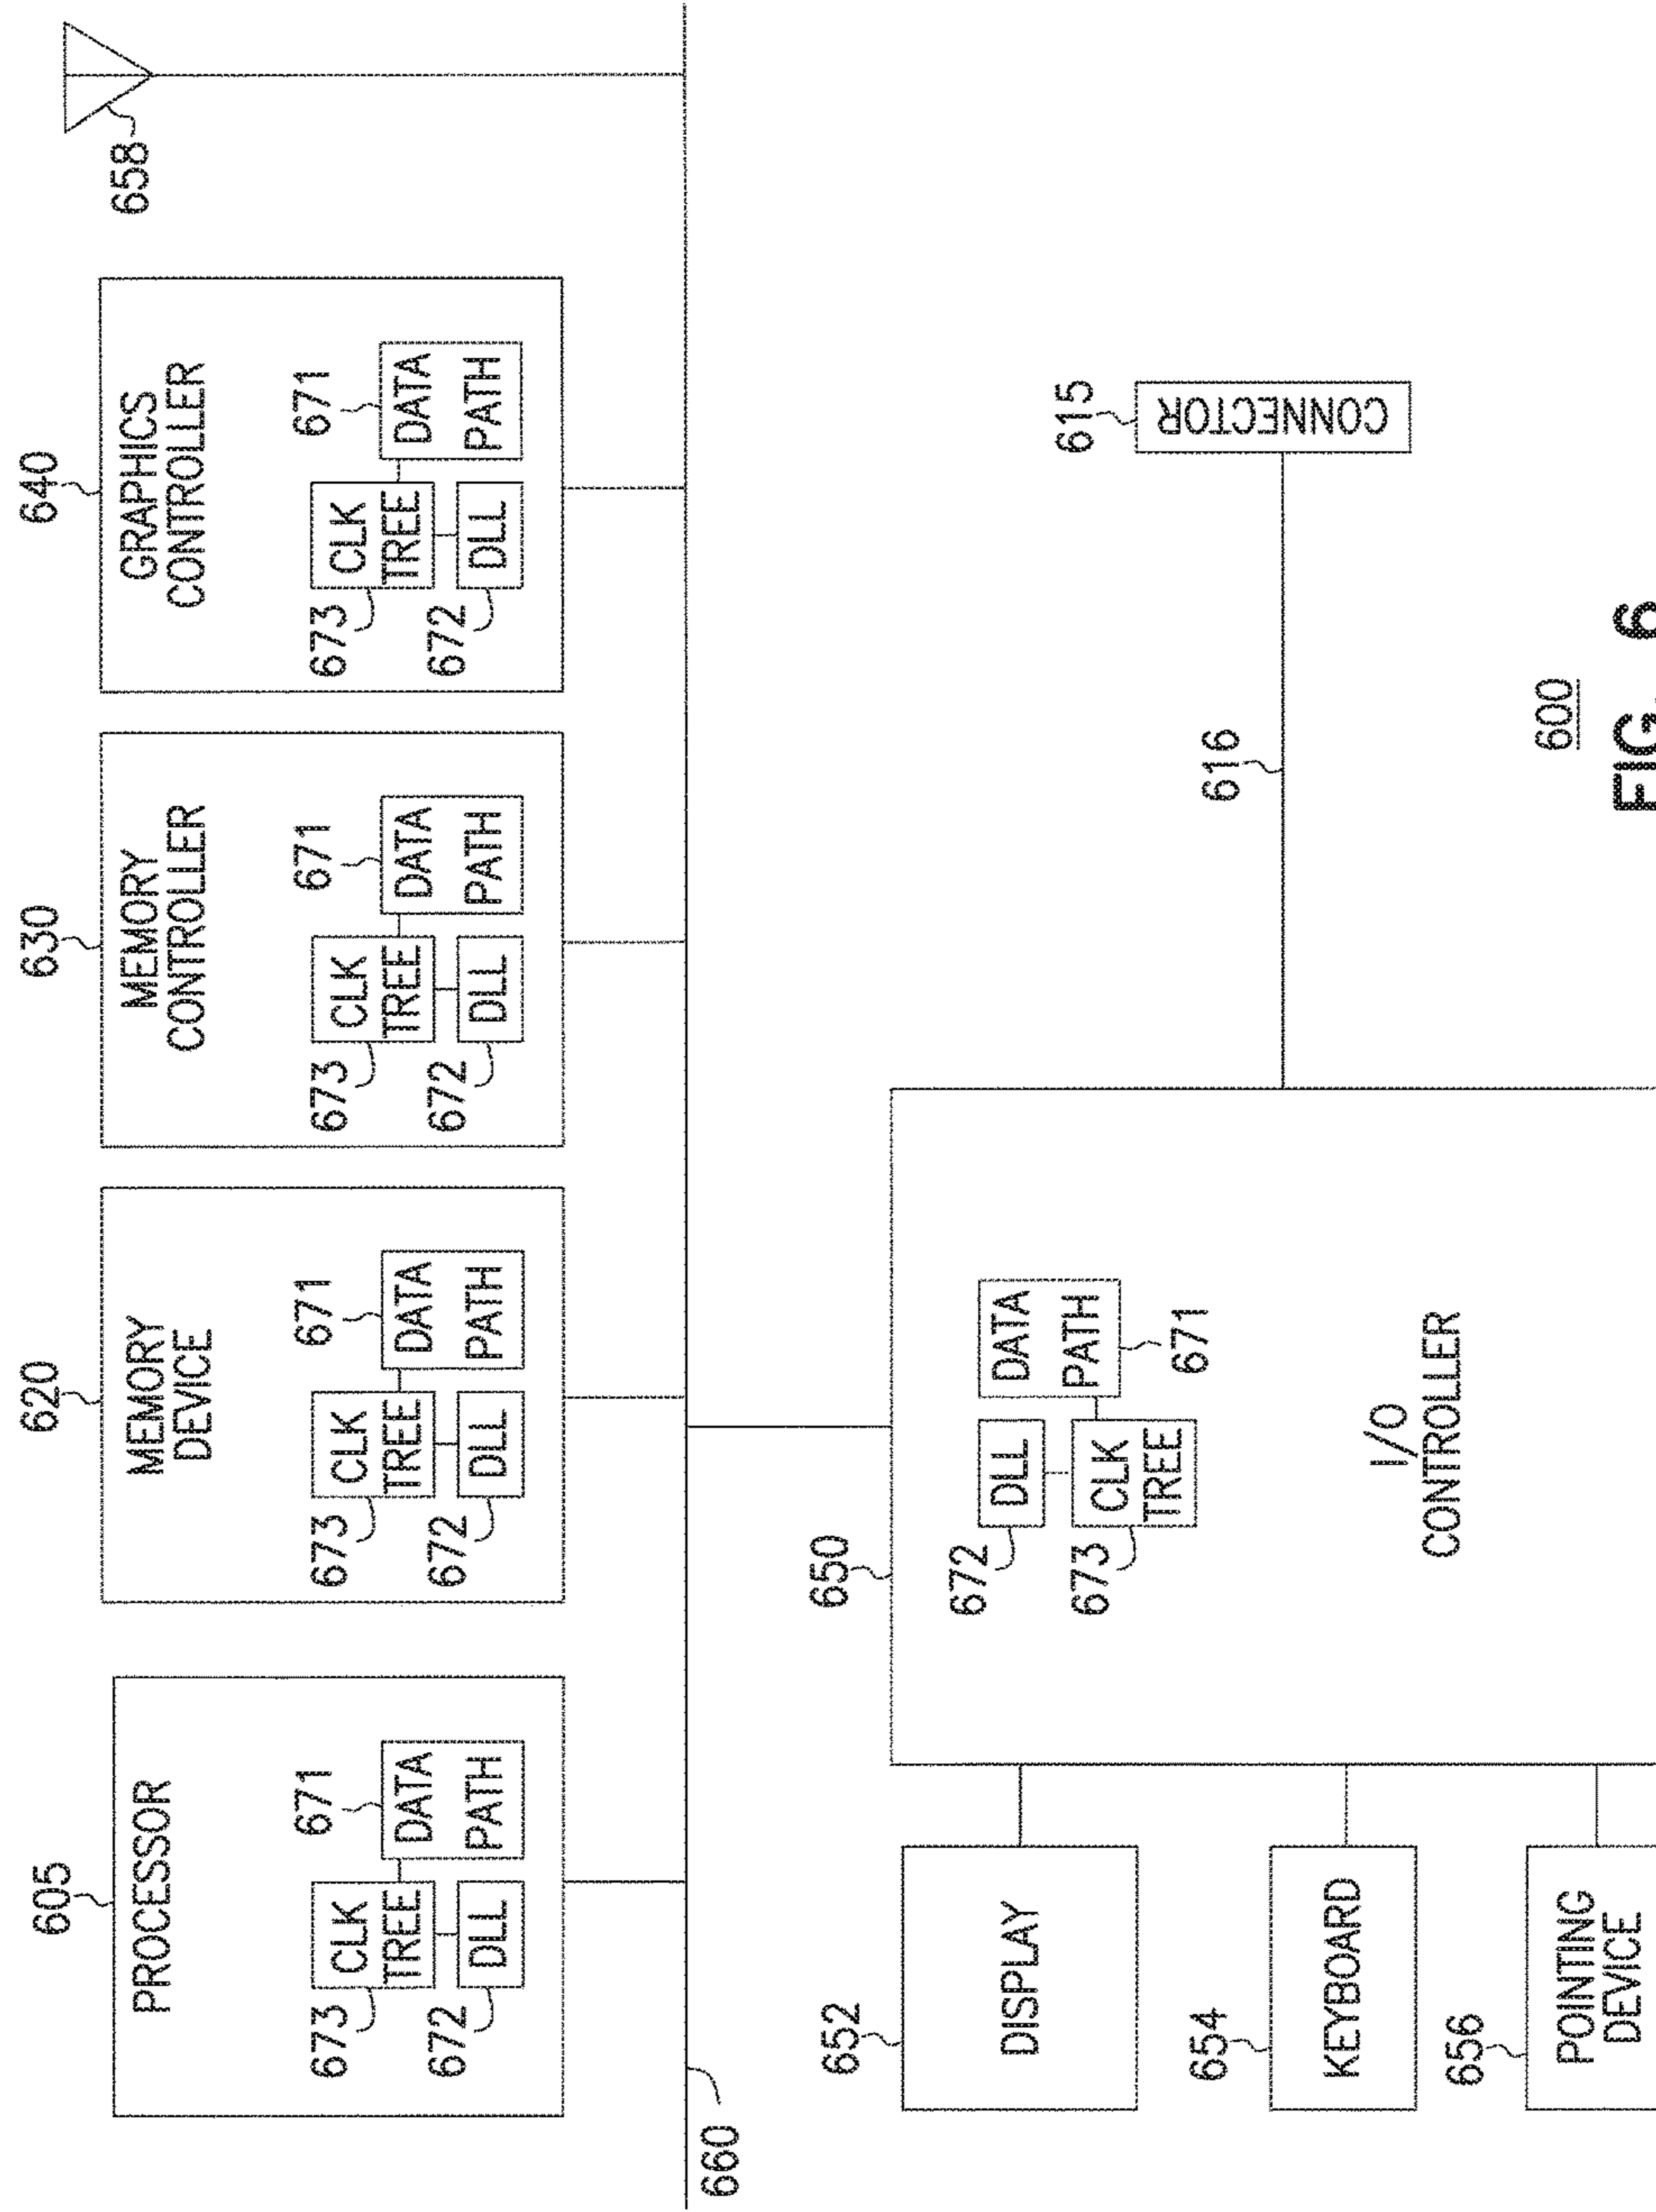 605
PROCESSOR
671
673
CLK
TREE
DATA
PATH
672
DLL
620
MEMORY
DEVICE
671
673
CLK
TREE
DATA
PATH
672
DLL
630
MEMORY
CONTROLLER
671
673
CLK
TREE
DATA
PATH
672
DLL
640
GRAPHICS
CONTROLLER
671
673
CLK
TREE
DATA
PATH
672
DLL
658
660
650
672
DLL
DATA
PATH
673
CLK
TREE
671
I/O
CONTROLLER
652
DISPLAY
654
KEYBOARD
656
POINTING
DEVICE
616
615
CONNECTOR
600
FIG. 6